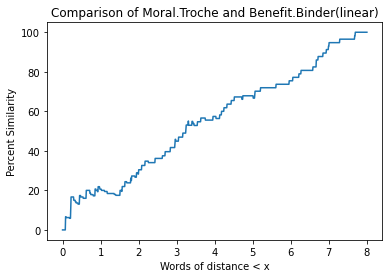 Comparison of Moral.Troche and Benefit.Binder(linear)
100
80
60
40
20
0
Percent Similarity
0 1 2 3 4 5 6 7 8
Words of distance < x